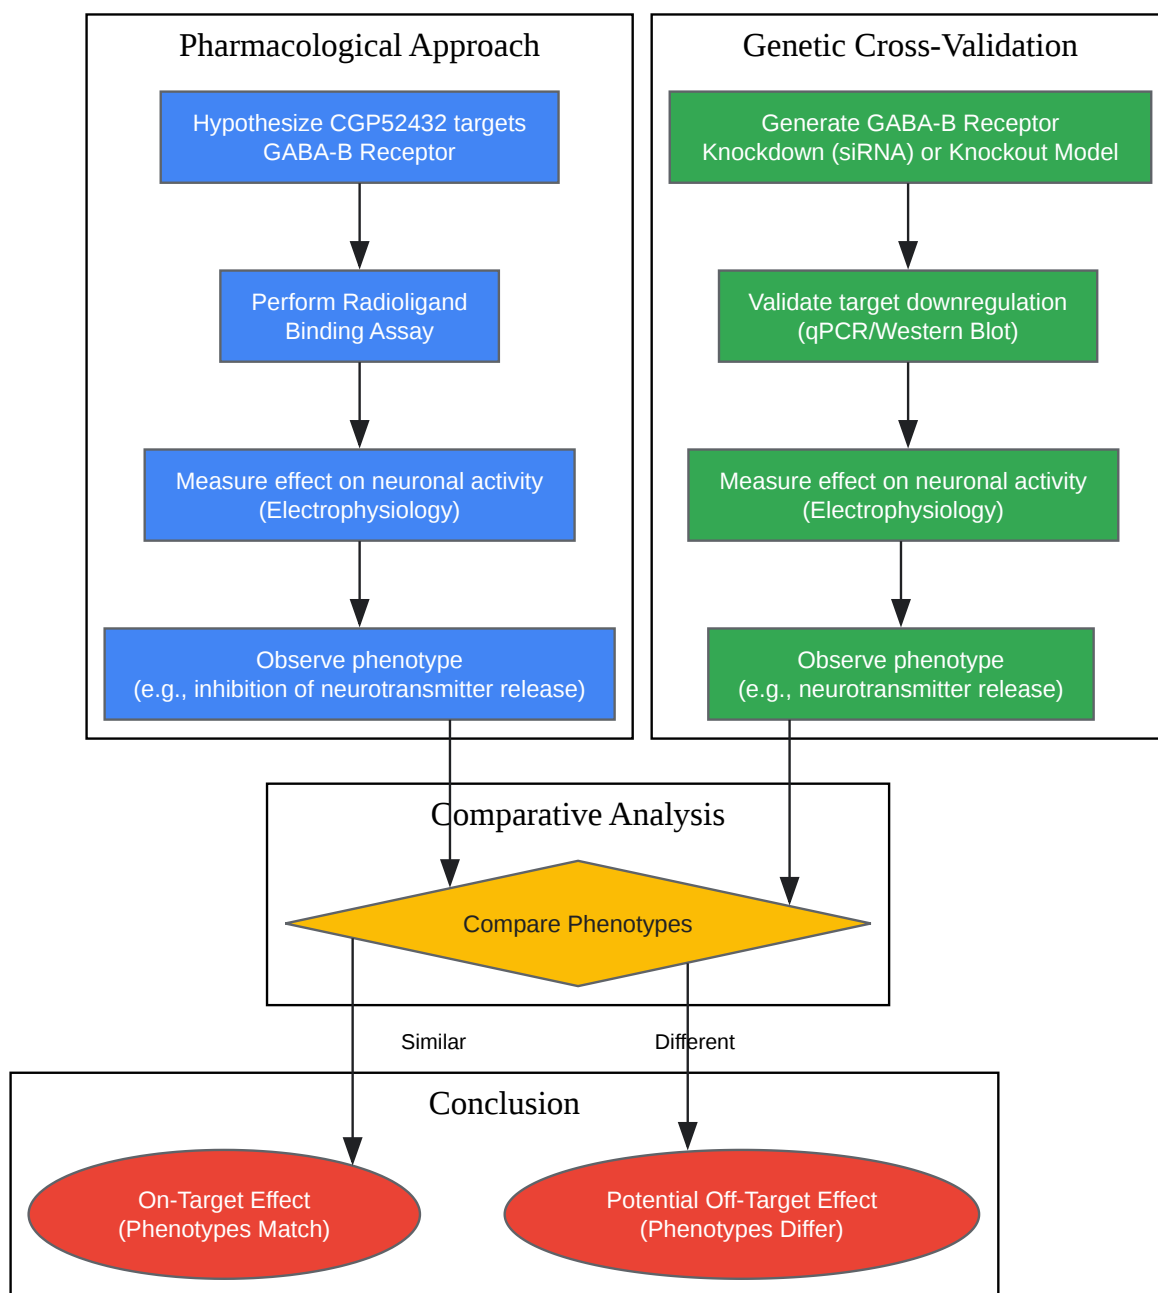 Pharmacological Approach
Hypothesize CGP52432 targets
GABA-B Receptor
Perform Radioligand
Binding Assay
Measure effect on neuronal activity
(Electrophysiology)
Observe phenotype
(e.g., inhibition of neurotransmitter release)
Genetic Cross-Validation
Generate GABA-B Receptor
Knockdown (siRNA) or Knockout Model
Validate target downregulation
(qPCR/Western Blot)
Measure effect on neuronal activity
(Electrophysiology)
Observe phenotype
(e.g., neurotransmitter release)
Comparative Analysis
Compare Phenotypes
Similar
Different
Conclusion
On-Target Effect
(Phenotypes Match)
Potential Off-Target Effect
(Phenotypes Differ)